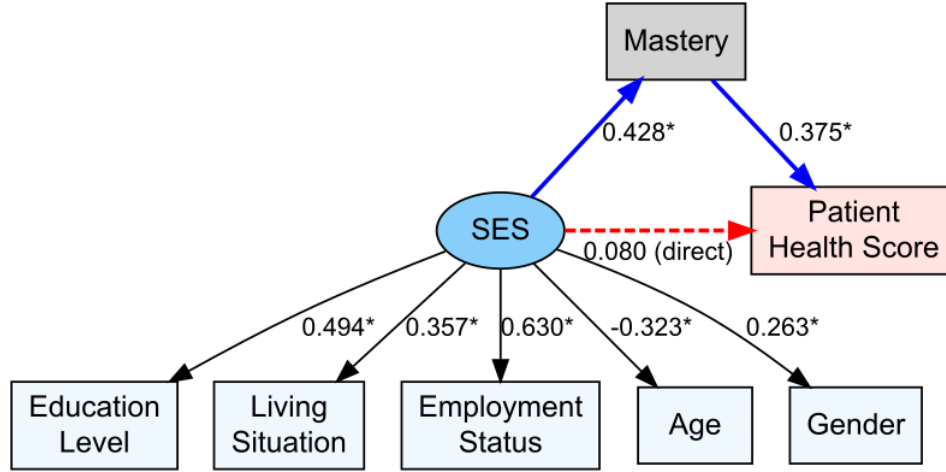 Mastery
0.428*
0.375*
SES
Patient
Health Score
0.080 (direct)
0.494*
0.357*
0.630*
-0.323*
0.263*
Education
Level
Living
Situation
Employment
Status
Age
Gender